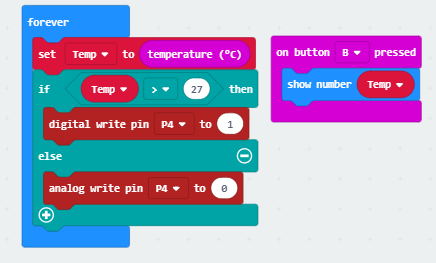 forever
set Temp to temperature (°C)
if Temp > 27 then
digital write pin P4 to 1
else
analog write pin P4 to 0
on button B pressed
show number Temp